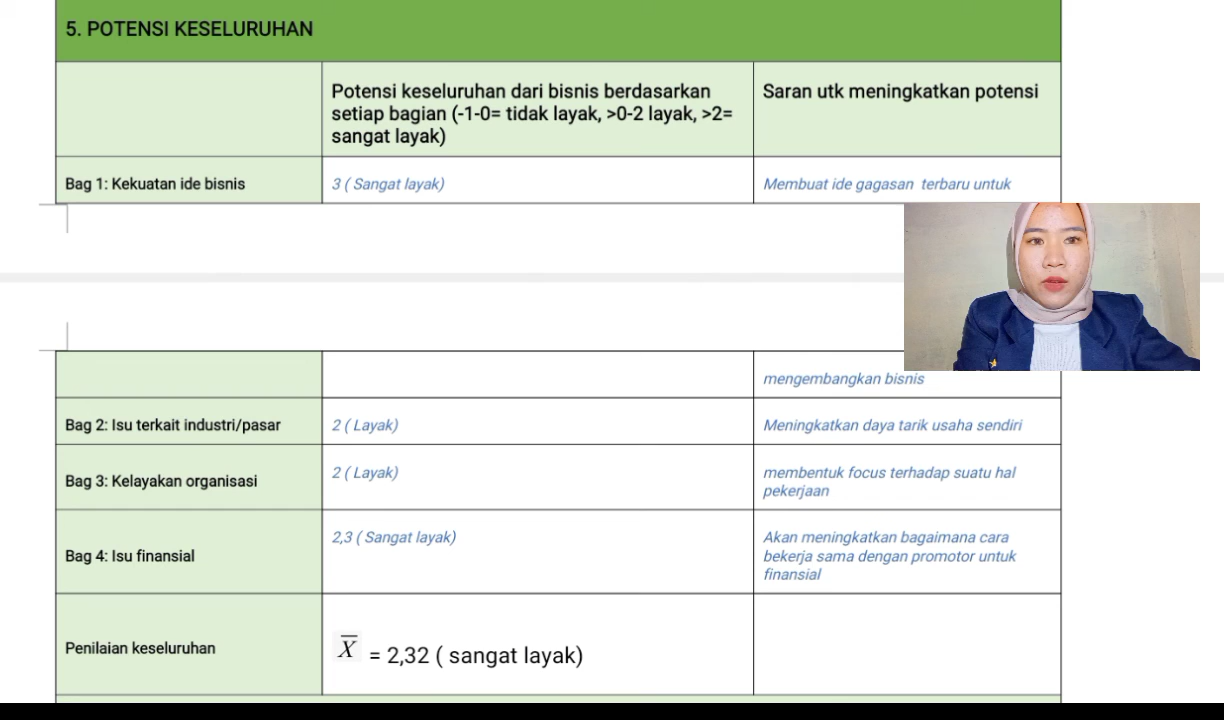 5. POTENSI KESELURUHAN
Potensi keseluruhan dari bisnis berdasarkan
setiap bagian (-1-0= tidak layak, >0-2 layak, >2=
sangat layak)
Saran utk meningkatkan potensi
Bag 1: Kekuatan ide bisnis
3 ( Sangat layak)
Membuat ide gagasan terbaru untuk
mengembangkan bisnis
Bag 2: Isu terkait industri/pasar
2 ( Layak)
Meningkatkan daya tarik usaha sendiri
Bag 3: Kelayakan organisasi
2 ( Layak)
membentuk focus terhadap suatu hal
pekerjaan
Bag 4: Isu finansial
2,3 ( Sangat layak)
Akan meningkatkan bagaimana cara
bekerja sama dengan promotor untuk
finansial
Penilaian keseluruhan
X̅ = 2,32 ( sangat layak)